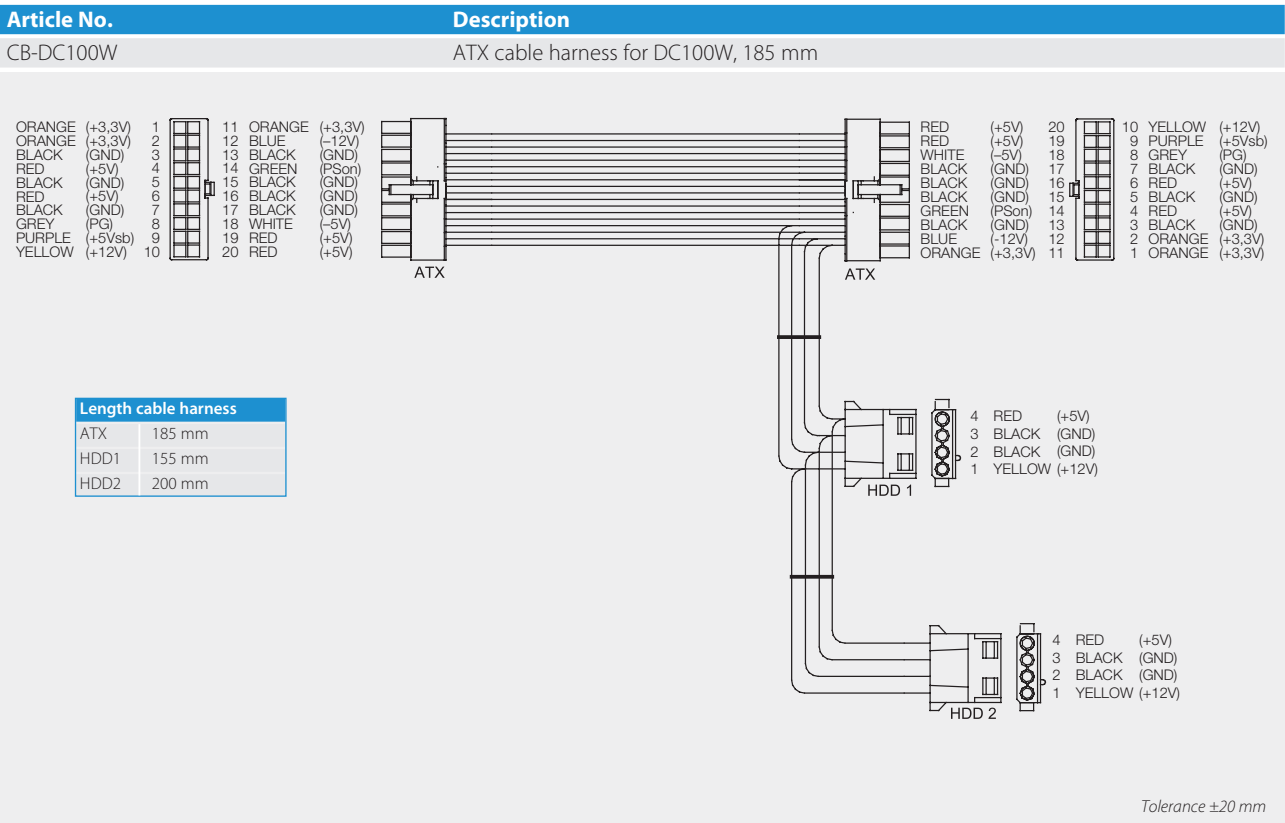 Article No. Description
CB-DC100W ATX cable harness for DC100W, 185 mm
ORANGE (+3,3V) 1 11 ORANGE (+3,3V)
ORANGE (+3,3V) 2 12 BLUE (–12V)
BLACK (GND) 3 13 BLACK (GND)
RED (+5V) 4 14 GREEN (PSon)
BLACK (GND) 5 15 BLACK (GND)
RED (+5V) 6 16 BLACK (GND)
BLACK (GND) 7 17 BLACK (GND)
GREY (PG) 8 18 WHITE (–5V)
PURPLE (+5Vsb) 9 19 RED (+5V)
YELLOW (+12V) 10 20 RED (+5V)
ATX
ATX
RED (+5V) 20 10 YELLOW (+12V)
RED (+5V) 19 9 PURPLE (+5Vsb)
WHITE (–5V) 18 8 GREY (PG)
BLACK (GND) 17 7 BLACK (GND)
BLACK (GND) 16 6 RED (+5V)
BLACK (GND) 15 5 BLACK (GND)
GREEN (PSon) 14 4 RED (+5V)
BLACK (GND) 13 3 BLACK (GND)
BLUE (-12V) 12 2 ORANGE (+3,3V)
ORANGE (+3,3V) 11 1 ORANGE (+3,3V)
Length cable harness
ATX 185 mm
HDD1 155 mm
HDD2 200 mm
4 RED (+5V)
3 BLACK (GND)
2 BLACK (GND)
1 YELLOW (+12V)
HDD 1
4 RED (+5V)
3 BLACK (GND)
2 BLACK (GND)
1 YELLOW (+12V)
HDD 2
Tolerance ±20 mm